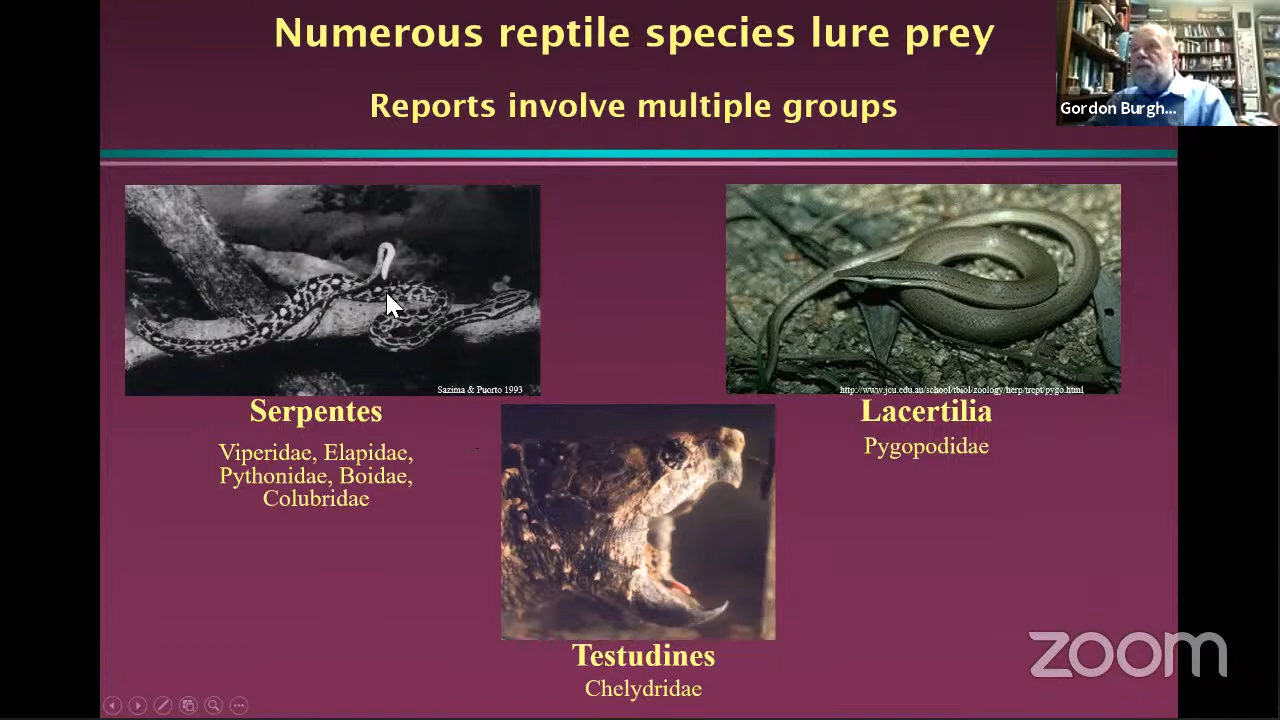 Numerous reptile species lure prey
Reports involve multiple groups
Gordon Burgh...
Sazima & Puorto 1993
http://www.jcu.edu.au/school/tbiol/zoology/herp/trept/pygo.html
Serpentes
Viperidae, Elapidae,
Pythonidae, Boidae,
Colubridae
Lacertilia
Pygopodidae
Testudines
Chelydridae
zoom